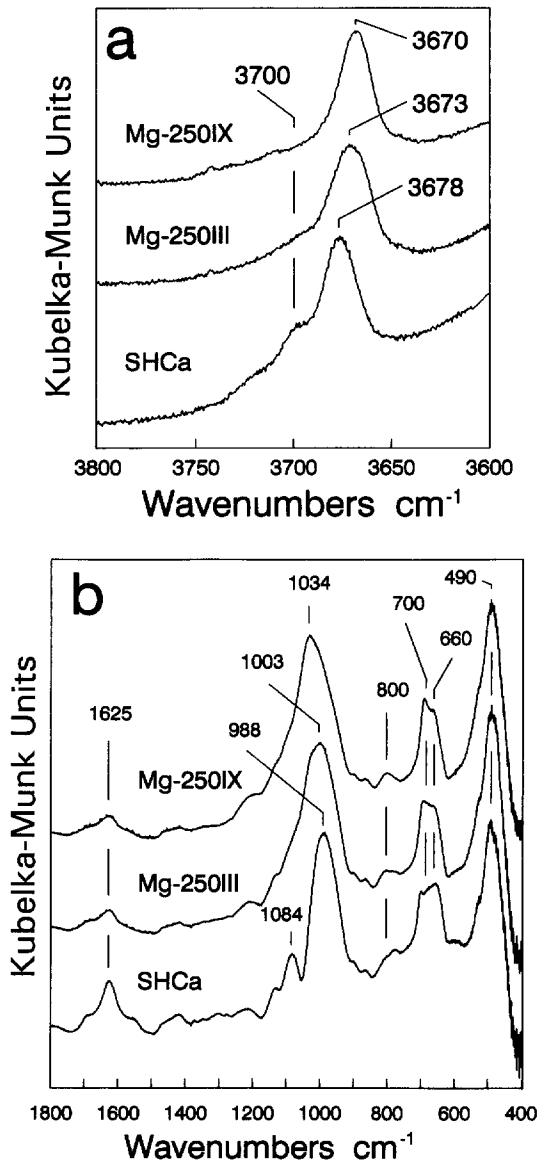 a
3670
3700
3673
Mg-250IX
3678
Mg-250III
SHCa
Kubelka-Munk Units
3800 3750 3700 3650 3600
Wavenumbers cm-1
b
1034
490
700
1003
660
1625
800
988
Mg-250IX
Mg-250III
1084
SHCa
Kubelka-Munk Units
1800 1600 1400 1200 1000 800 600 400
Wavenumbers cm-1